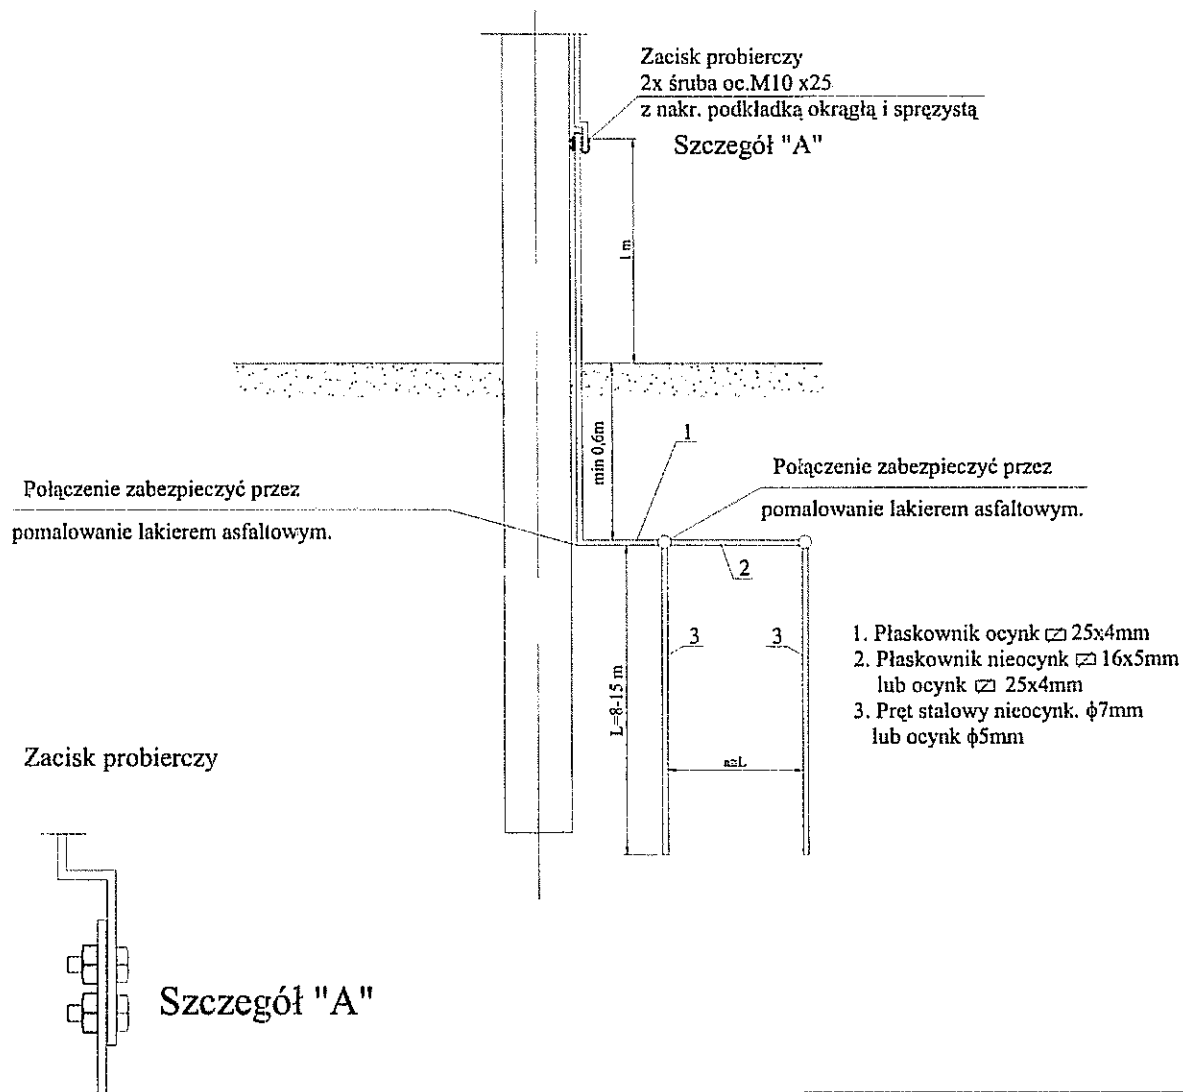 Zacisk probierczy
2x śruba oc.M10 x25
z nakr. podkładką okrągłą i spręzystą
Szczegół "A"
1 m
min 0,6m
1
Połączenie zabezpieczyć przez
pomalowanie lakierem asfaltowym.
Połączenie zabezpieczyć przez
pomalowanie lakierem asfaltowym.
2
3
3
L=8-15 m
a≥L
1. Płaskownik ocynk 25x4mm
2. Płaskownik nieocynk 16x5mm
lub ocynk 25x4mm
3. Pręt stalowy nieocynk. ϕ7mm
lub ocynk ϕ5mm
Zacisk probierczy
Szczegół "A"